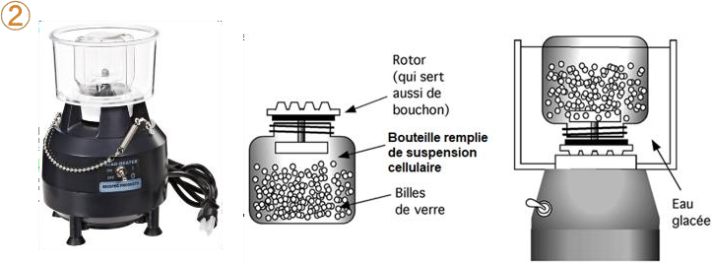 2
Rotor
(qui sert
aussi de
bouchon)
Bouteille remplie
de suspension
cellulaire
Billes
de verre
Eau
glacée